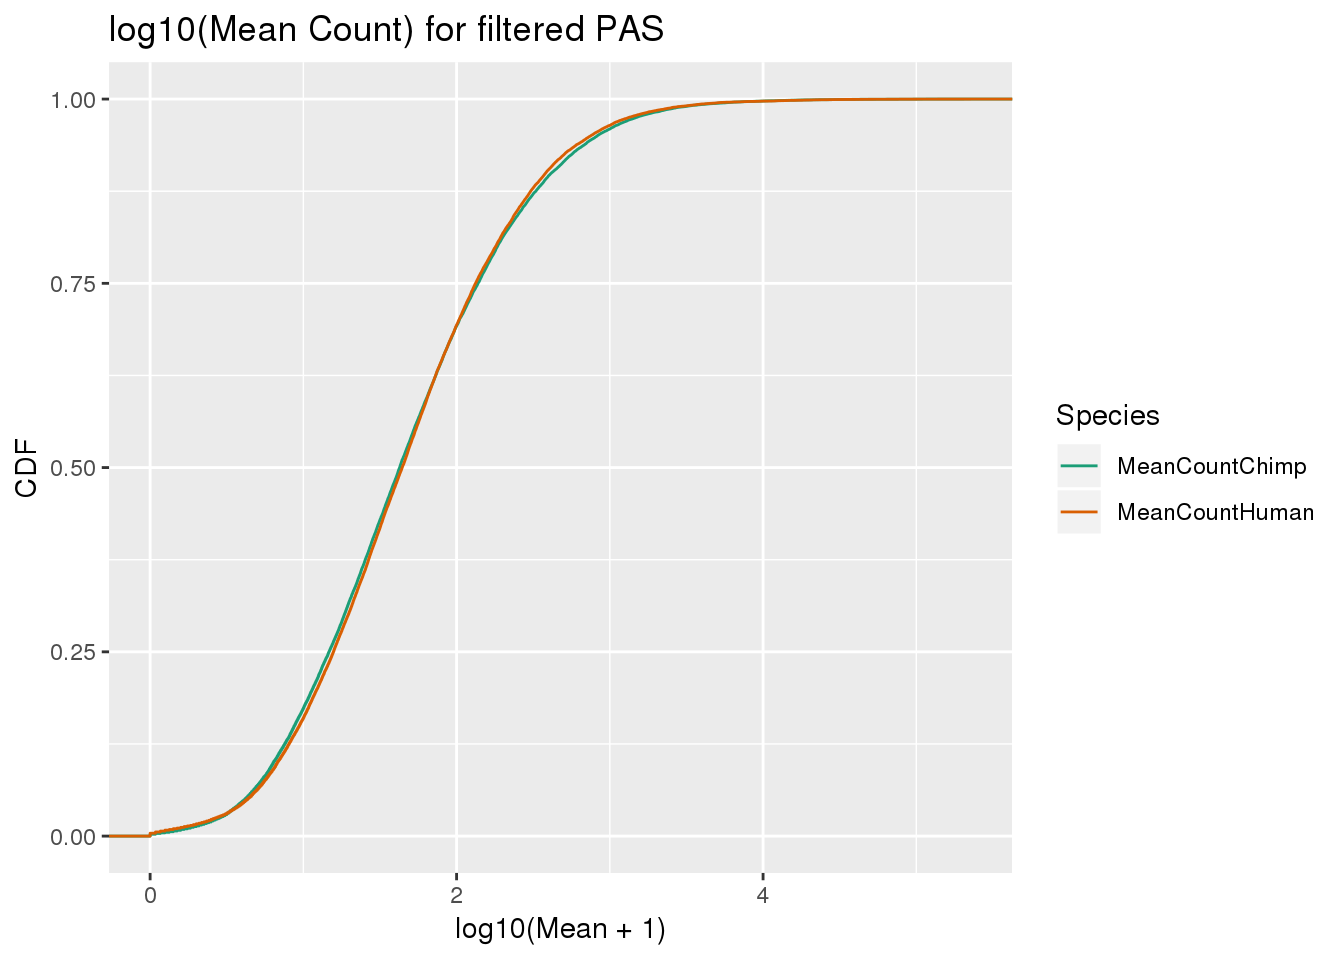 log10(Mean Count) for filtered PAS
1.00
0.75
0.50
0.25
0.00
CDF
0
2
4
log10(Mean + 1)
Species
MeanCountChimp
MeanCountHuman